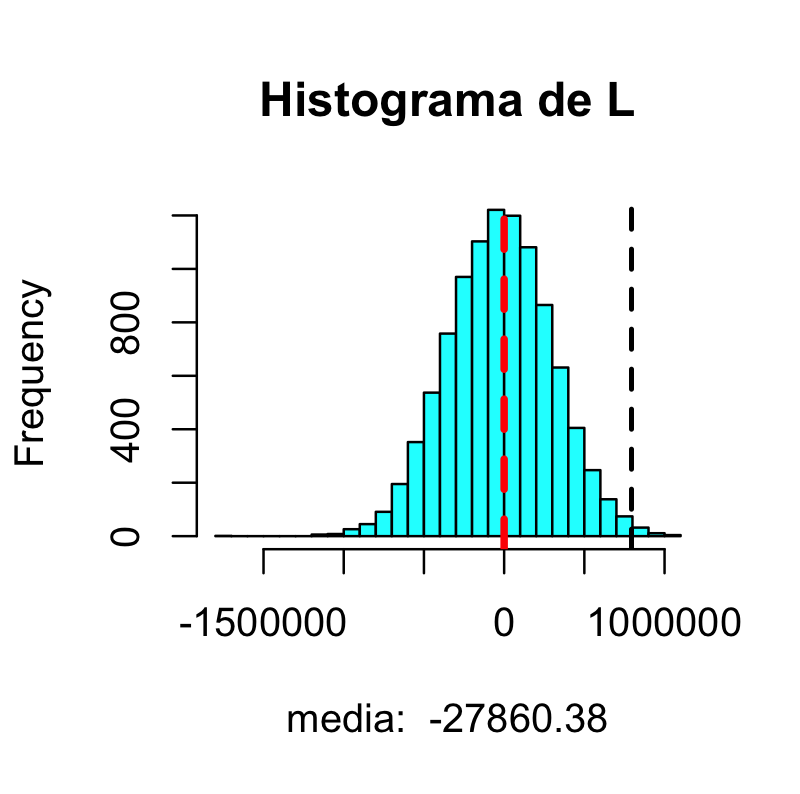 Histograma de L
Frequency
800
400
0
-1500000 0 1000000
media: -27860.38